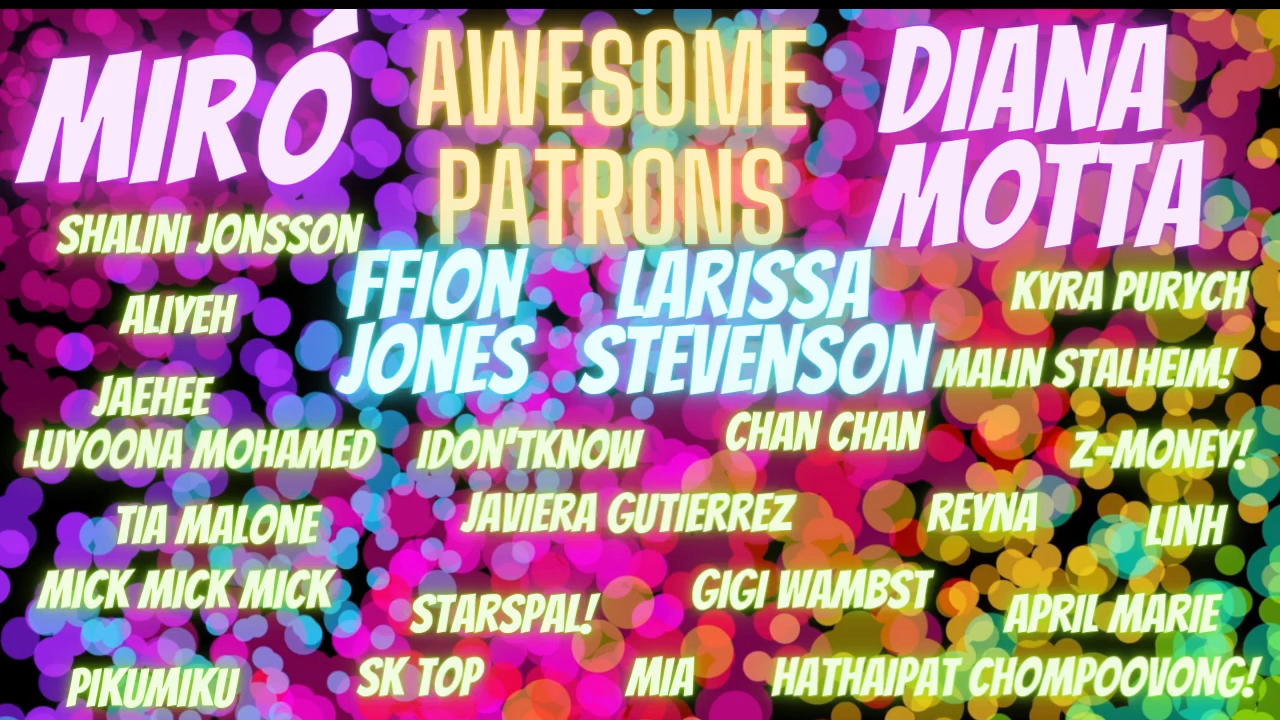 MIRÓ
AWESOME
PATRONS
DIANA
MOTTA
SHALINI JONSSON
FFION
JONES
LARISSA
STEVENSON
KYRA PURYCH
ALIYEH
MALIN STALHEIM!
JAEHEE
LUYOONA MOHAMED
IDON'TKNOW
CHAN CHAN
Z-MONEY!
TIA MALONE
JAVIERA GUTIERREZ
REYNA
LINH
MICK MICK MICK
STARSPAL!
GIGI WAMBST
APRIL MARIE
PIKUMIKU
SK TOP
MIA
HATHAIPAT CHOMPOOVONG!